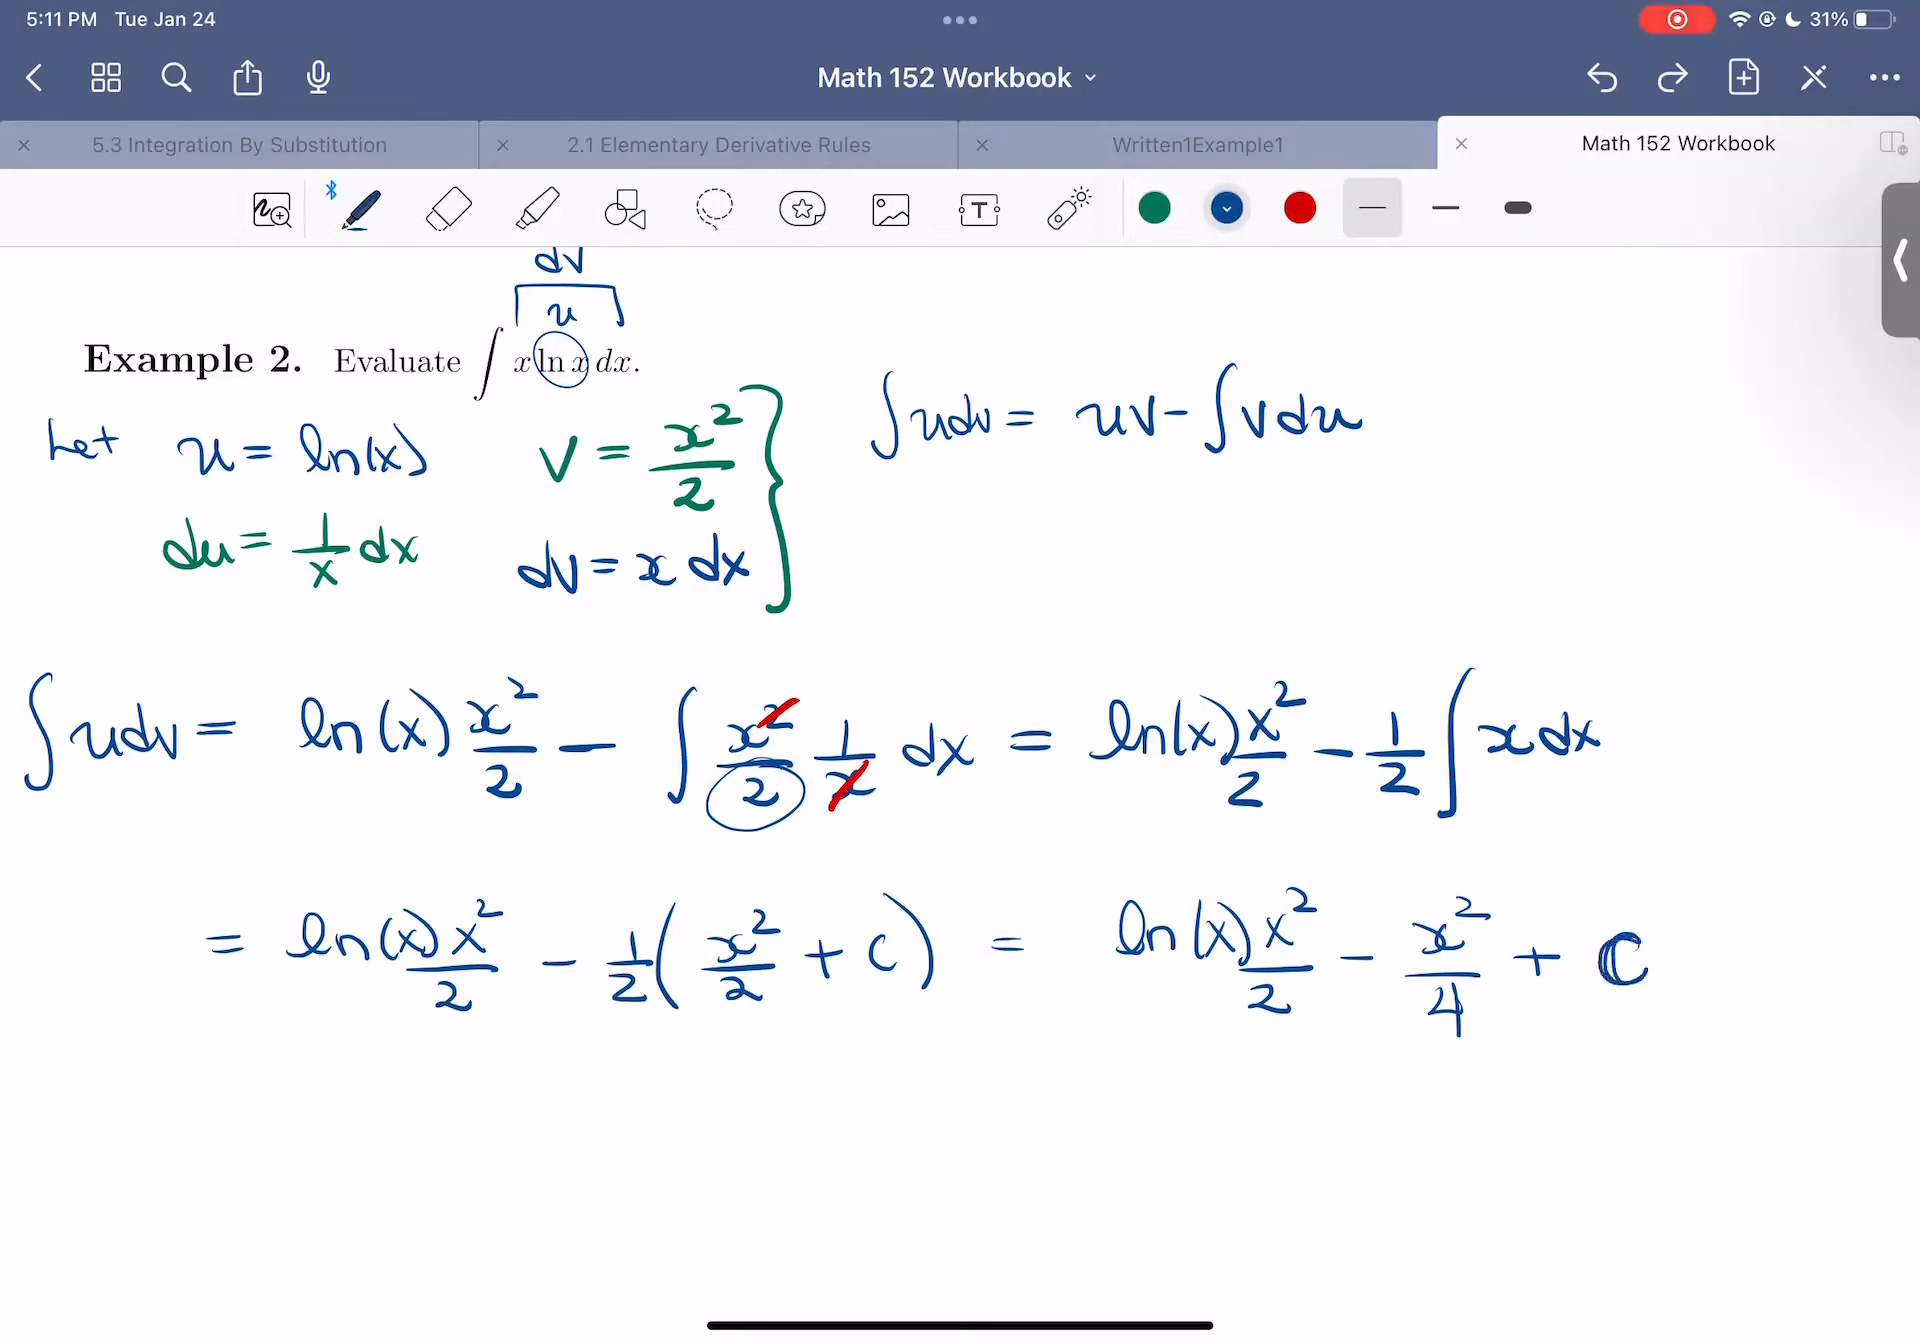 5:11 PM Tue Jan 24 31%
Math 152 Workbook
5.3 Integration By Substitution 2.1 Elementary Derivative Rules Written1Example1 Math 152 Workbook
T
dv
u
Example 2. Evaluate ∫ x ln x dx.
Let u = ln(x) v = x²/2 ∫udv = uv - ∫vdu
du = 1/x dx dv = x dx
∫udv = ln(x) x²/2 - ∫ x²/2 1/x dx = ln(x) x²/2 - 1/2 ∫ x dx
= ln(x) x²/2 - 1/2 ( x²/2 + c ) = ln(x) x²/2 - x²/4 + C